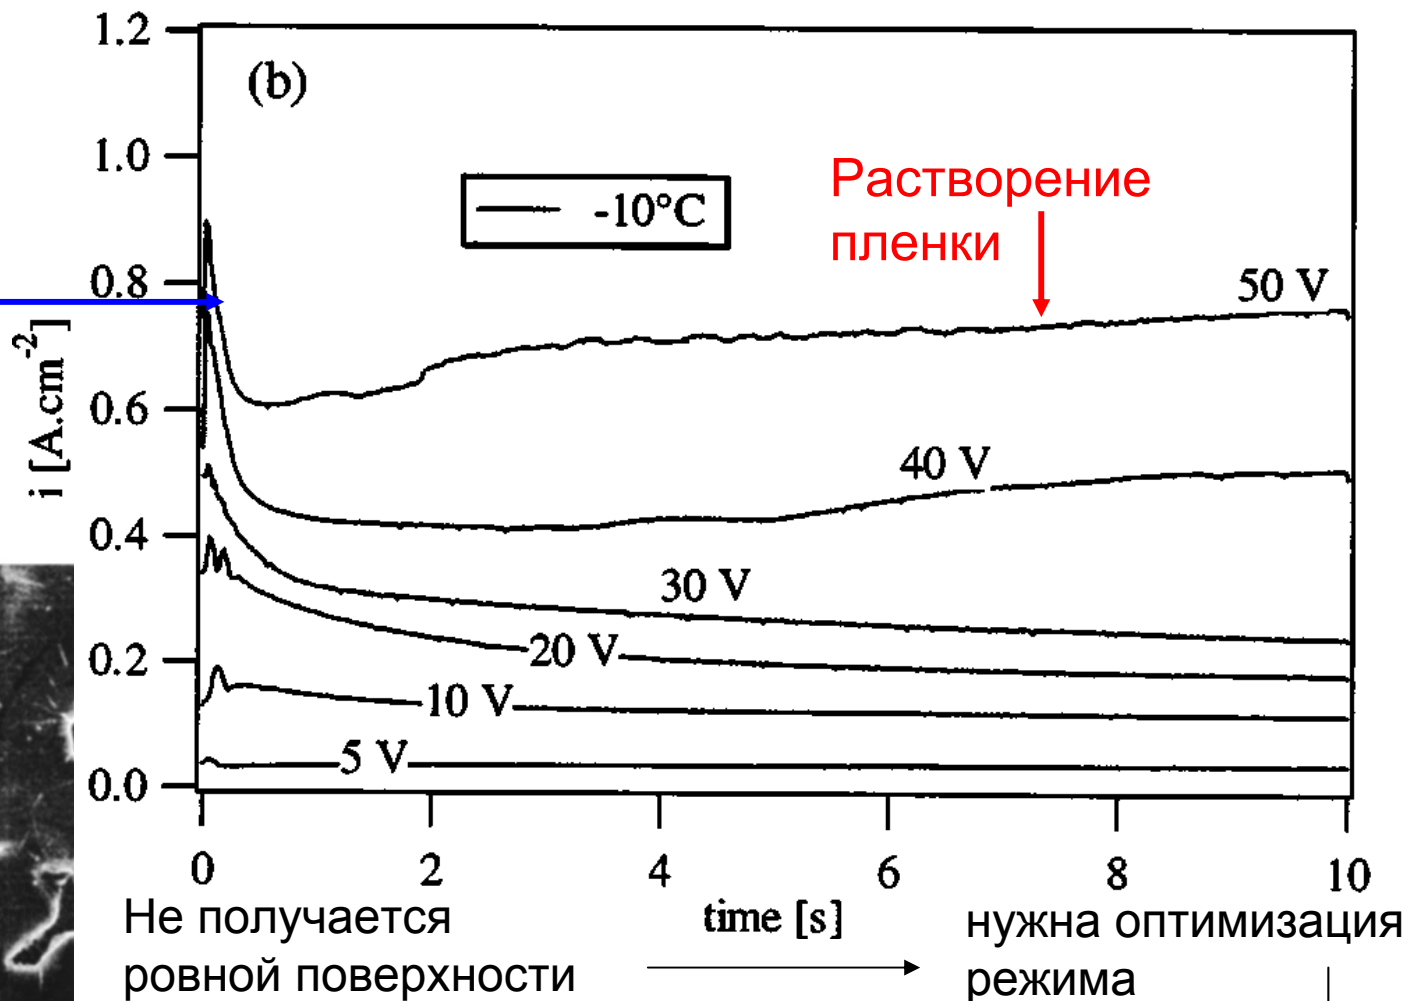 1.2
(b)
1.0
-10°C
Растворение
пленки
0.8
50 V
i [A.cm-2]
0.6
40 V
0.4
30 V
20 V
0.2
10 V
5 V
0.0
0 2 4 6 8 10
time [s]
Не получается
ровной поверхности
нужна оптимизация
режима